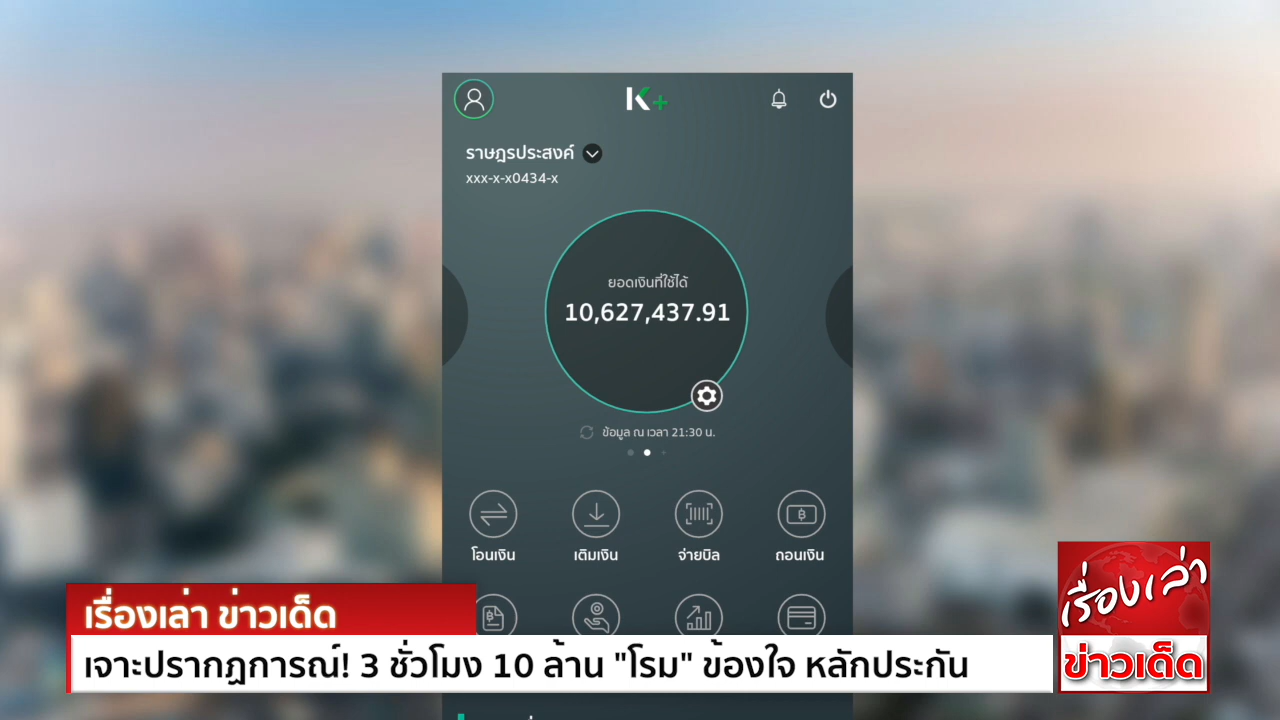 K+
ราษฎรประสงค์
xxx-x-x0434-x
ยอดเงินที่ใช้ได้
10,627,437.91
ข้อมูล ณ เวลา 21:30 น.
โอนเงิน เติมเงิน จ่ายบิล ถอนเงิน
เรื่องเล่า ข่าวเด็ด
เจาะปรากฏการณ์! 3 ชั่วโมง 10 ล้าน "โรม" ข้องใจ หลักประกัน
เรื่องเล่า
ข่าวเด็ด